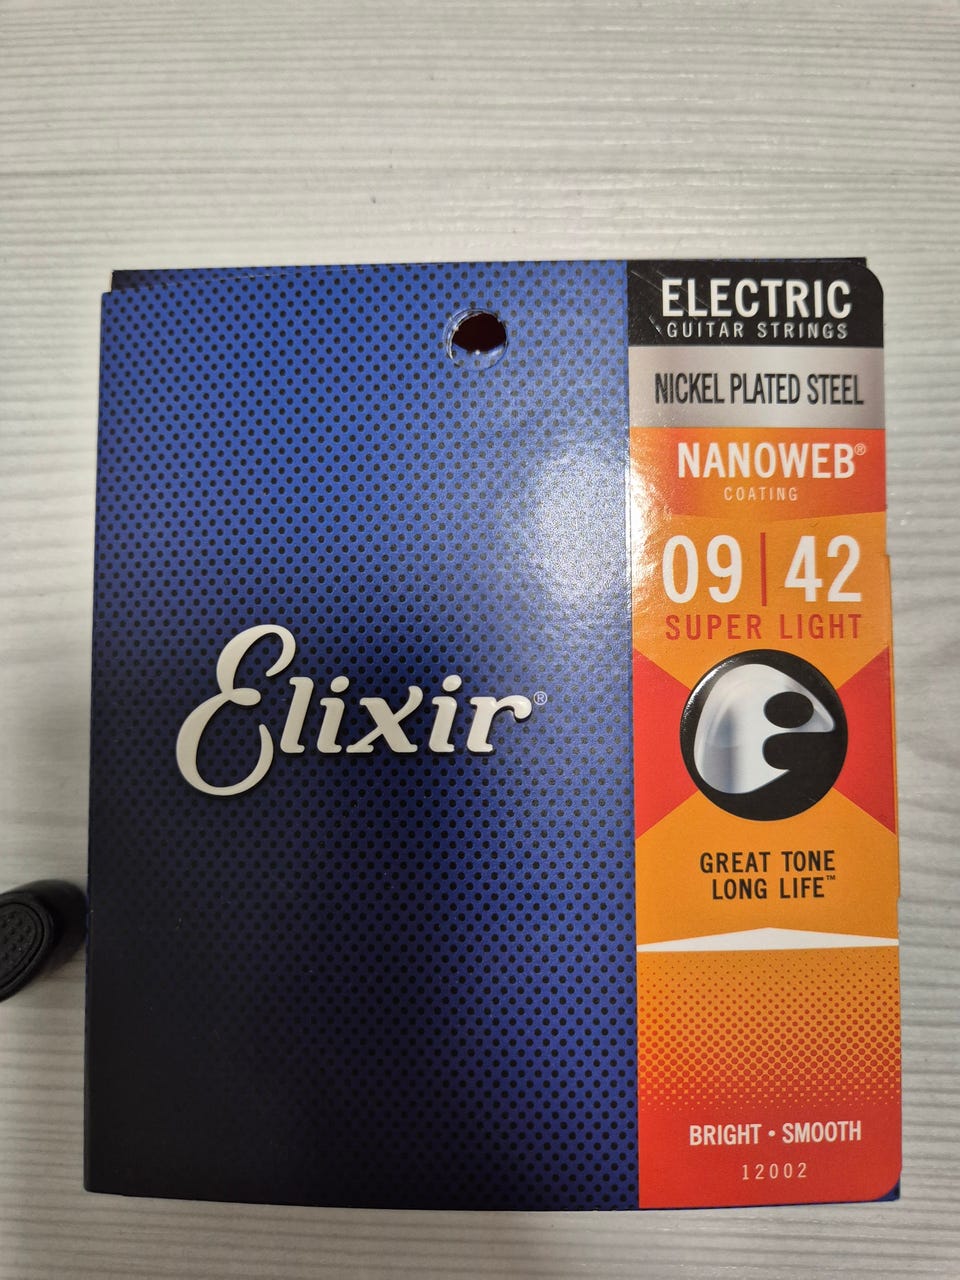 ELECTRIC
GUITAR STRINGS
NICKEL PLATED STEEL
NANOWEB®
COATING
09|42
SUPER LIGHT
Elixir®
GREAT TONE
LONG LIFE™
BRIGHT • SMOOTH
12002